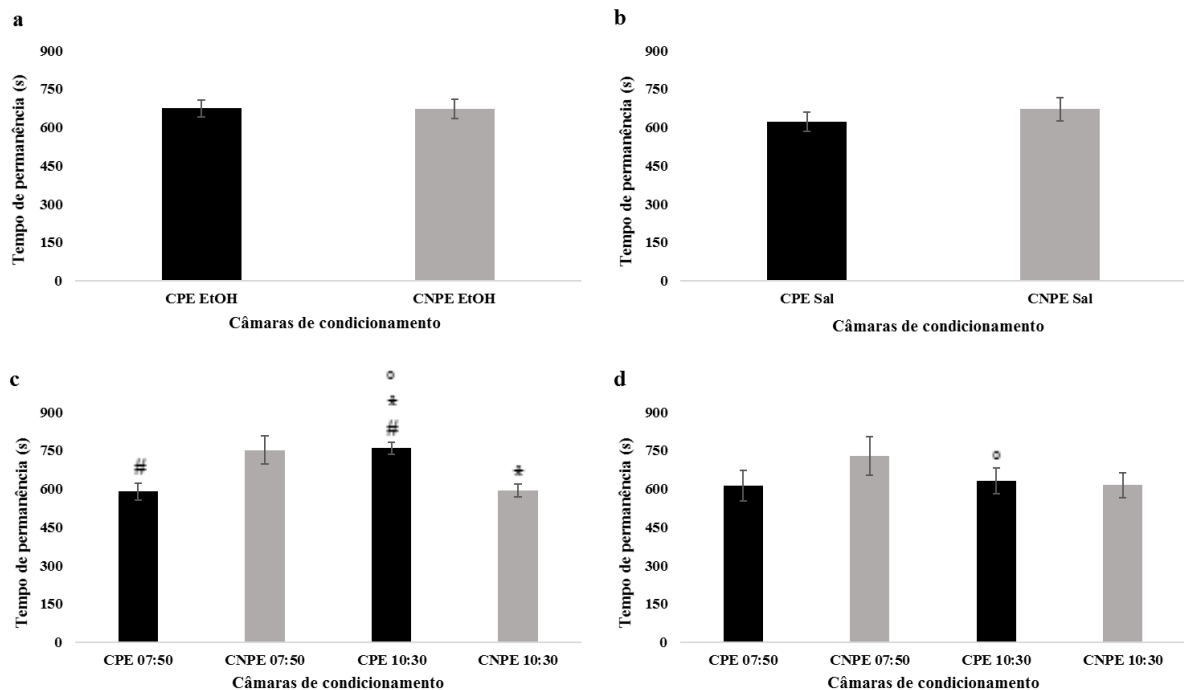 a
Tempo de permanência (s)
900
750
600
450
300
150
0
CPE EtOH CNPE EtOH
Câmaras de condicionamento
b
Tempo de permanência (s)
900
750
600
450
300
150
0
CPE Sal CNPE Sal
Câmaras de condicionamento
c
Tempo de permanência (s)
900
750
600
450
300
150
0
#
°
*
#
*
CPE 07:50 CNPE 07:50 CPE 10:30 CNPE 10:30
Câmaras de condicionamento
d
Tempo de permanência (s)
900
750
600
450
300
150
0
°
CPE 07:50 CNPE 07:50 CPE 10:30 CNPE 10:30
Câmaras de condicionamento